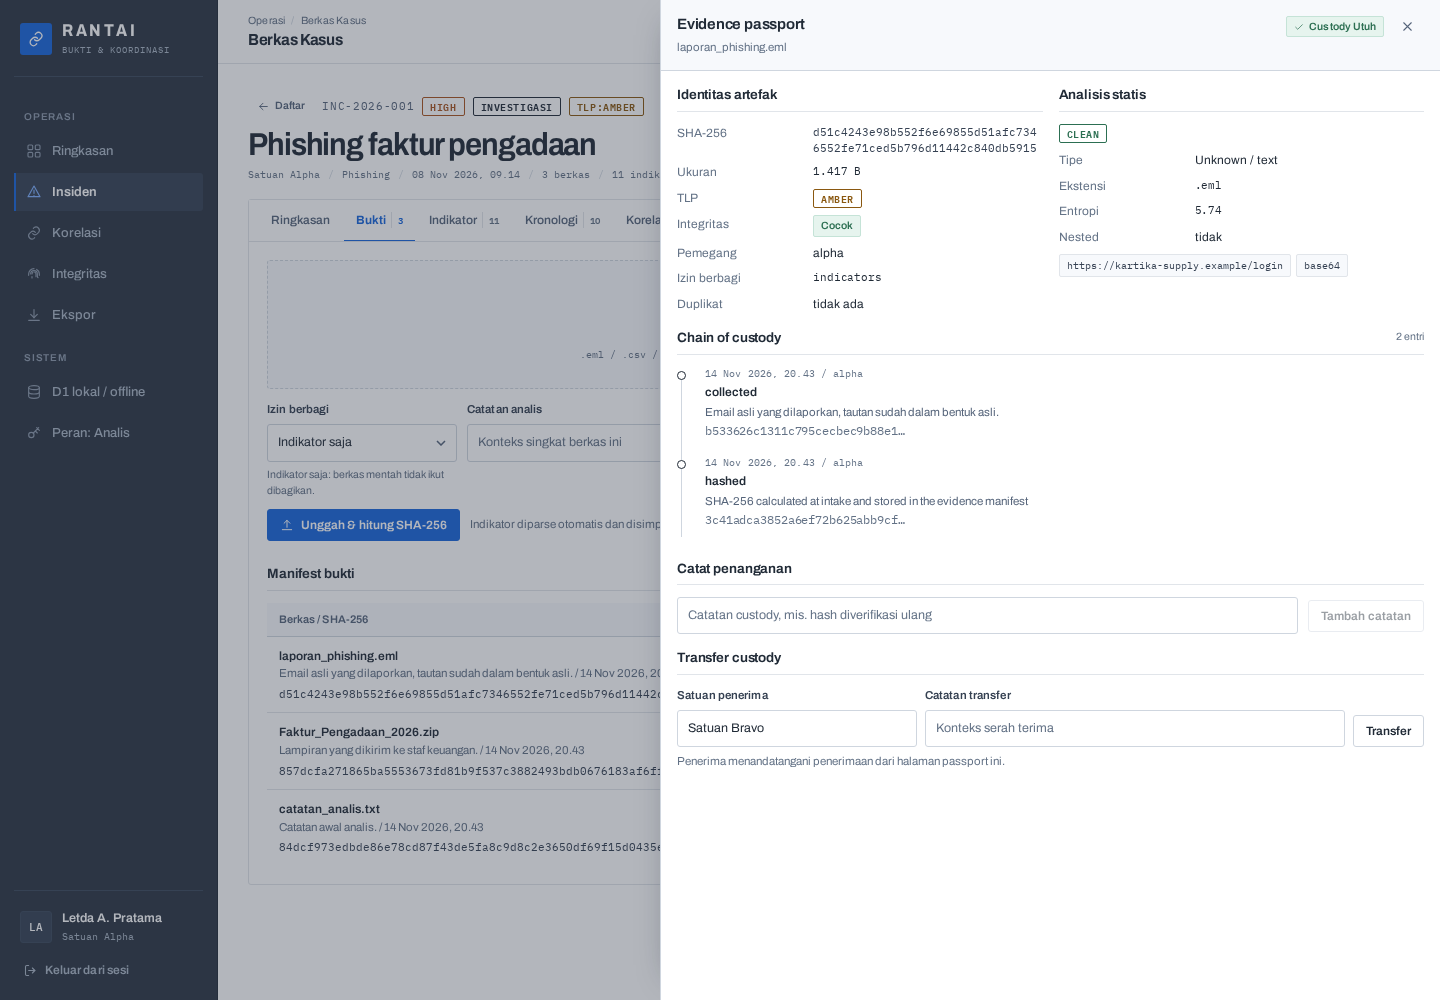 RANTAI
BUKTI & KOORDINASI
OPERASI
Ringkasan
Insiden
Korelasi
Integritas
Ekspor
SISTEM
D1 lokal / offline
Peran: Analis
LA
Letda A. Pratama
Satuan Alpha
Keluar dari sesi
Operasi / Berkas Kasus
Berkas Kasus
Daftar INC-2026-001 HIGH INVESTIGASI TLP:AMBER
Phishing faktur pengadaan
Satuan Alpha / Phishing / 08 Nov 2026, 09.14 / 3 berkas / 11 indik
Ringkasan Bukti 3 Indikator 11 Kronologi 10 Korela
.eml / .csv /
Izin berbagi Catatan analis
Indikator saja Konteks singkat berkas ini
Indikator saja: berkas mentah tidak ikut
dibagikan.
Unggah & hitung SHA-256 Indikator diparse otomatis dan disimp
Manifest bukti
Berkas / SHA-256
laporan_phishing.eml
Email asli yang dilaporkan, tautan sudah dalam bentuk asli. / 14 Nov 2026, 20
d51c4243e98b552f6e69855d51afc7346552fe71ced5b796d11442c
Faktur_Pengadaan_2026.zip
Lampiran yang dikirim ke staf keuangan. / 14 Nov 2026, 20.43
857dcfa271865ba5553673fd81b9f537c3882493bdb0676183af6f
catatan_analis.txt
Catatan awal analis. / 14 Nov 2026, 20.43
84dcf973edbde86e78cd87f43de5fa8c9d8c2e3650df69f15d0435e
Evidence passport
laporan_phishing.eml
Custody Utuh
Identitas artefak
SHA-256 d51c4243e98b552f6e69855d51afc734
6552fe71ced5b796d11442c840db5915
Ukuran 1.417 B
TLP AMBER
Integritas Cocok
Pemegang alpha
Izin berbagi indicators
Duplikat tidak ada
Analisis statis
CLEAN
Tipe Unknown / text
Ekstensi .eml
Entropi 5.74
Nested tidak
https://kartika-supply.example/login base64
Chain of custody 2 entri
14 Nov 2026, 20.43 / alpha
collected
Email asli yang dilaporkan, tautan sudah dalam bentuk asli.
b533626c1311c795cecbec9b88e1…
14 Nov 2026, 20.43 / alpha
hashed
SHA-256 calculated at intake and stored in the evidence manifest
3c41adca3852a6ef72b625abb9cf…
Catat penanganan
Catatan custody, mis. hash diverifikasi ulang Tambah catatan
Transfer custody
Satuan penerima Catatan transfer
Satuan Bravo Konteks serah terima Transfer
Penerima menandatangani penerimaan dari halaman passport ini.